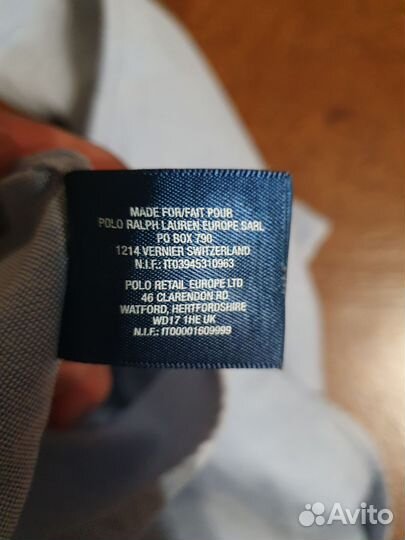 MADE FOR/FAIT POUR
POLO RALPH LAUREN EUROPE SARL
PO BOX 790
1214 VERNIER SWITZERLAND
N.I.F.: IT03945310963
POLO RETAIL EUROPE LTD
46 CLARENDON RD
WATFORD, HERTFORDSHIRE
WD17 1HE UK
N.I.F.: IT00001609999
Avito